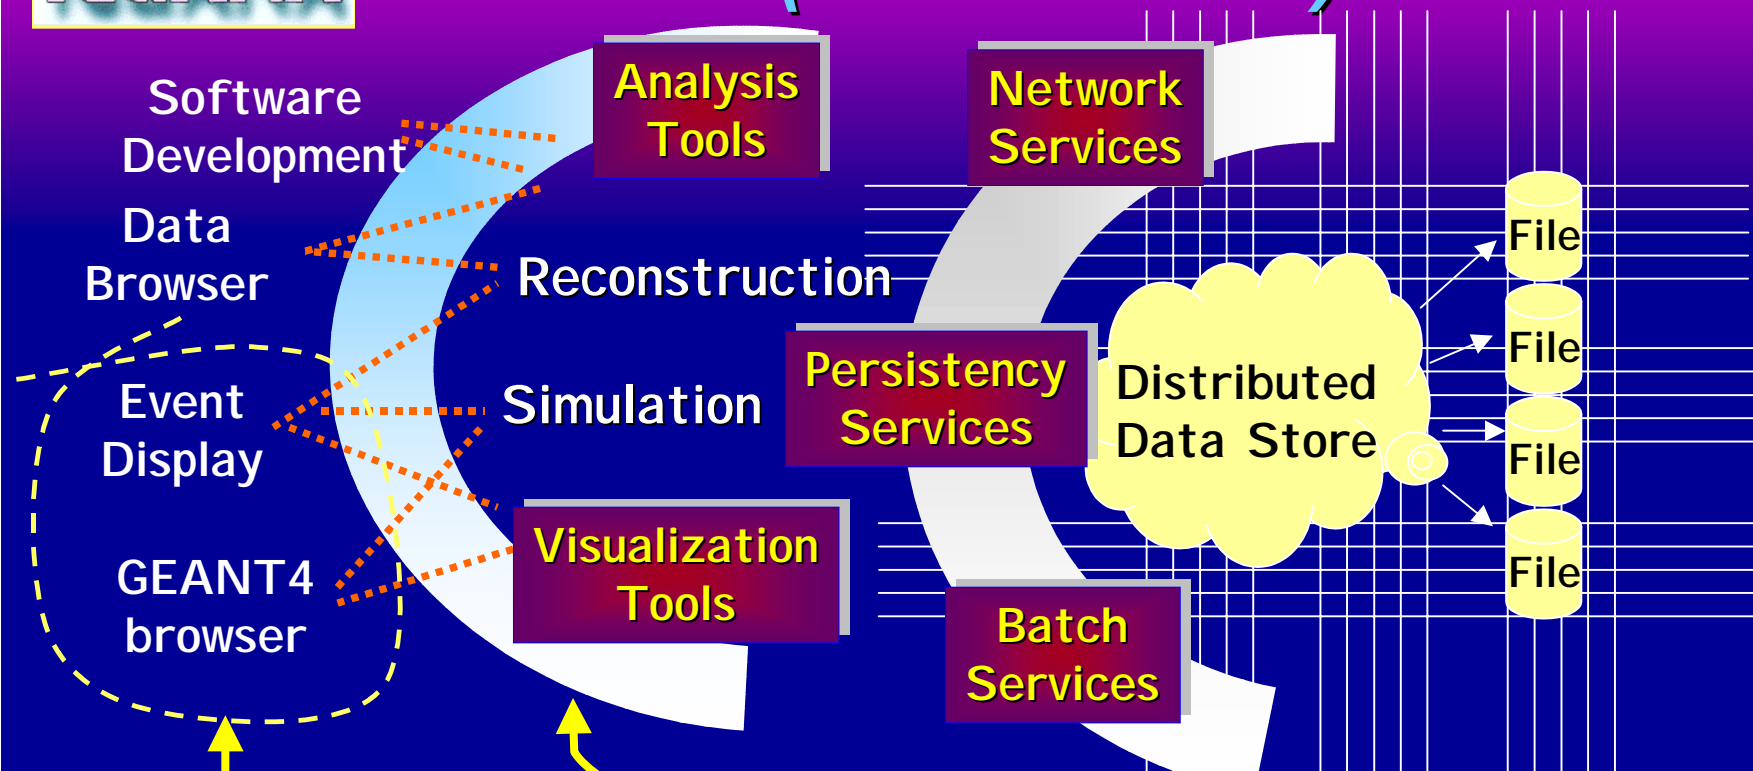 Software
Development
Data
Browser
Event
Display
GEANT4
browser
Analysis
Tools
Reconstruction
Simulation
Visualization
Tools
Network
Services
Persistency
Services
Batch
Services
Distributed
Data Store
File
File
File
File